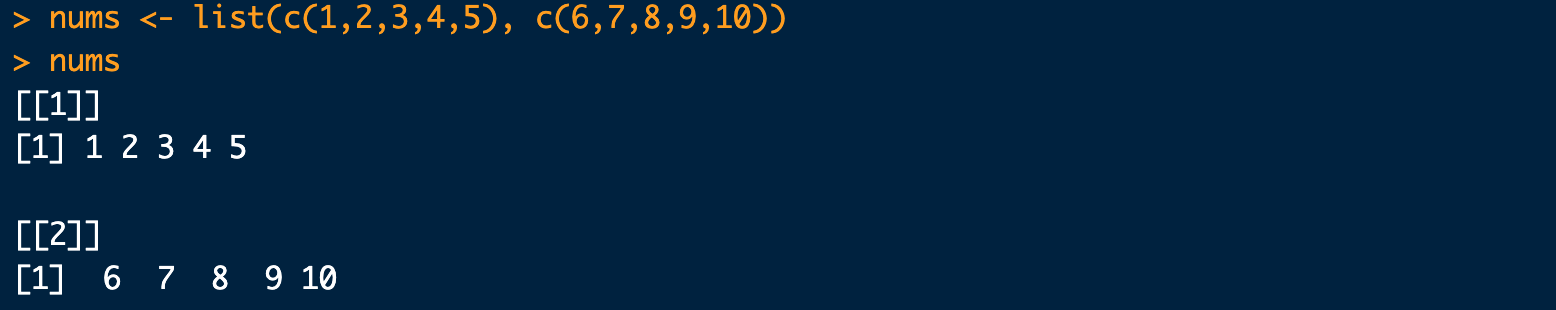 > nums <- list(c(1,2,3,4,5), c(6,7,8,9,10))
> nums
[[1]]
[1] 1 2 3 4 5

[[2]]
[1]  6  7  8  9 10